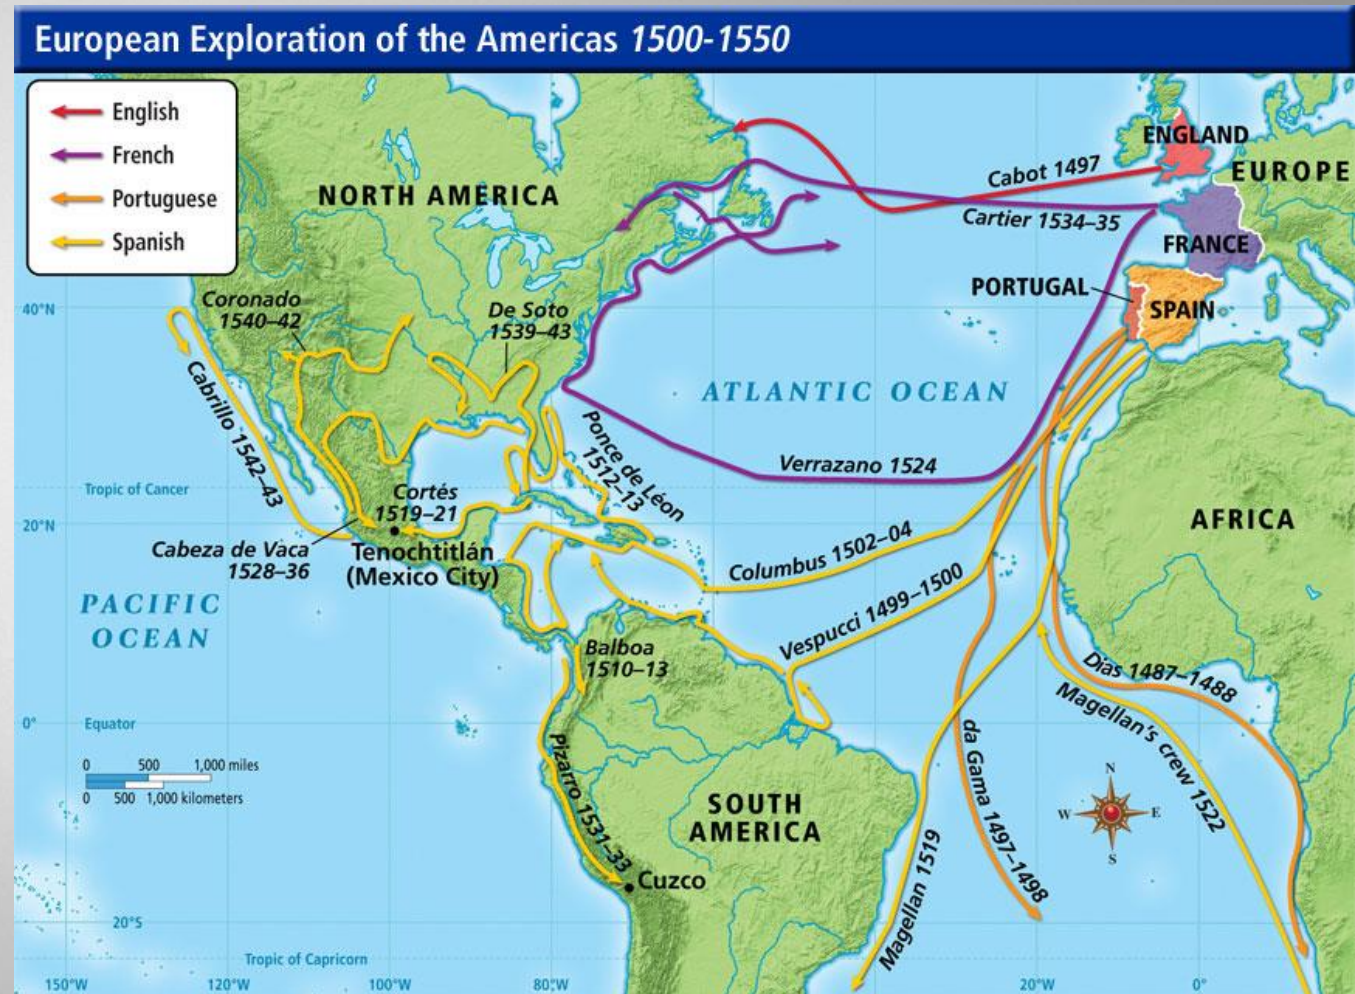 European Exploration of the Americas 1500-1550
English
French
Portuguese
Spanish
NORTH AMERICA
ENGLAND
EUROPE
Cabot 1497
Cartier 1534–35
FRANCE
PORTUGAL
SPAIN
40°N
Coronado
1540–42
De Soto
1539–43
Cabrillo 1542–43
ATLANTIC OCEAN
Ponce de Léon
1512–13
Verrazano 1524
Tropic of Cancer
Cortés
1519–21
20°N
AFRICA
Cabeza de Vaca
1528–36
Tenochtitlán
(Mexico City)
Columbus 1502–04
PACIFIC
OCEAN
Vespucci 1499–1500
Balboa
1510–13
Dias 1487–1488
Magellan's crew 1522
0°
Equator
da Gama 1497–1498
Pizarro 1531–33
0 500 1,000 miles
0 500 1,000 kilometers
N
W
E
S
SOUTH
AMERICA
Magellan 1519
Cuzco
20°S
Tropic of Capricorn
150°W
120°W
100°W
80°W
20°W
0°